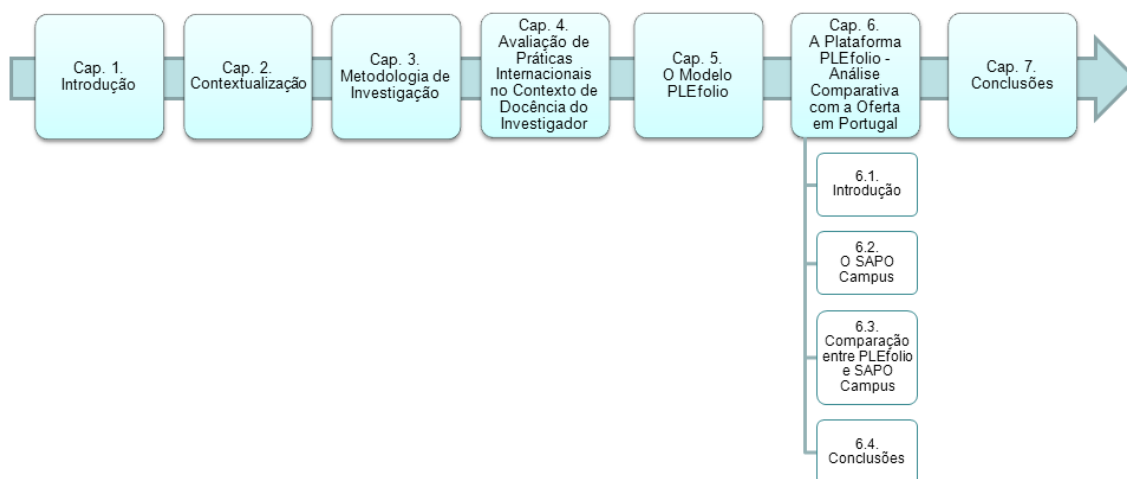 Cap. 1.
Introdução
Cap. 2.
Contextualização
Cap. 3.
Metodologia de
Investigação
Cap. 4.
Avaliação de
Práticas
Internacionais
no Contexto de
Docência do
Investigador
Cap. 5.
O Modelo
PLEfolio
Cap. 6.
A Plataforma
PLEfolio -
Análise
Comparativa
com a Oferta
em Portugal
Cap. 7.
Conclusões
6.1.
Introdução
6.2.
O SAPO
Campus
6.3.
Comparação
entre PLEfolio
e SAPO
Campus
6.4.
Conclusões